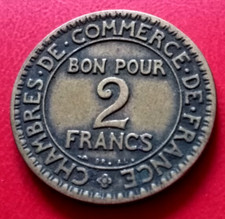 CHAMBRES·DE·COMMERCE·DE·FRANCE
BON POUR
2
FRANCS